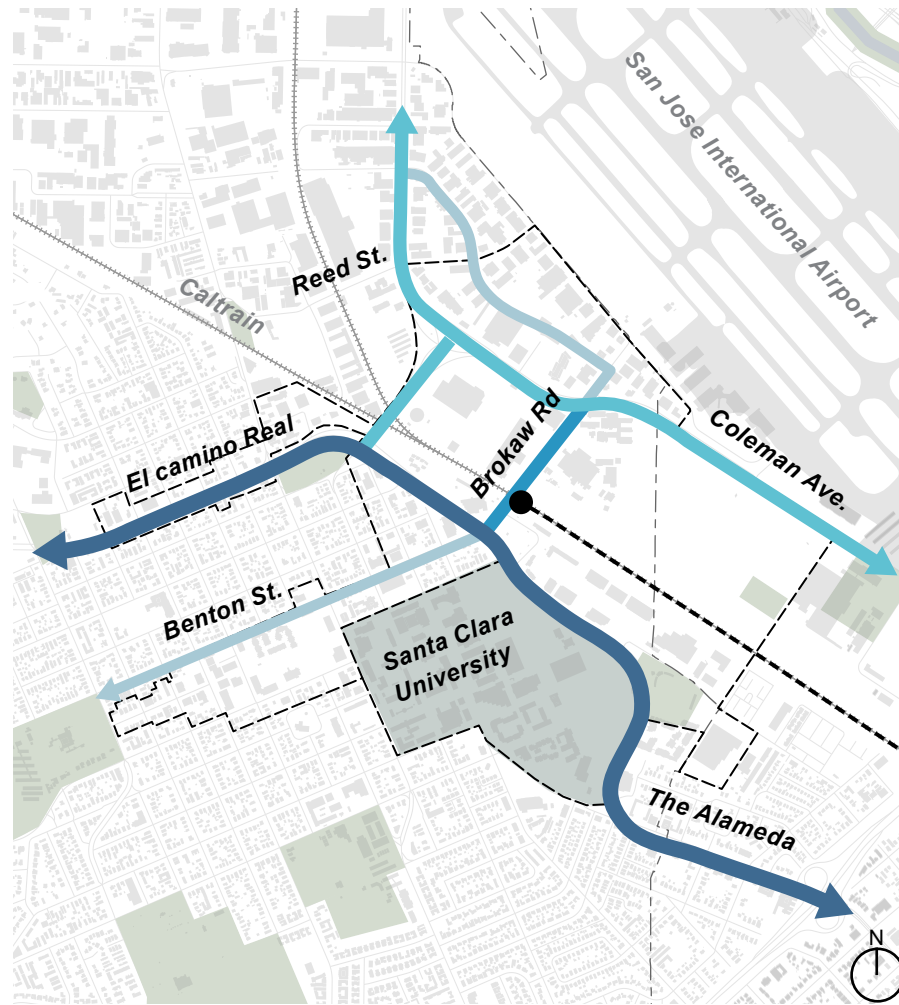 San Jose International Airport
Reed St.
Caltrain
Brokaw Rd
Coleman Ave.
El camino Real
Benton St.
Santa Clara
University
The Alameda
N